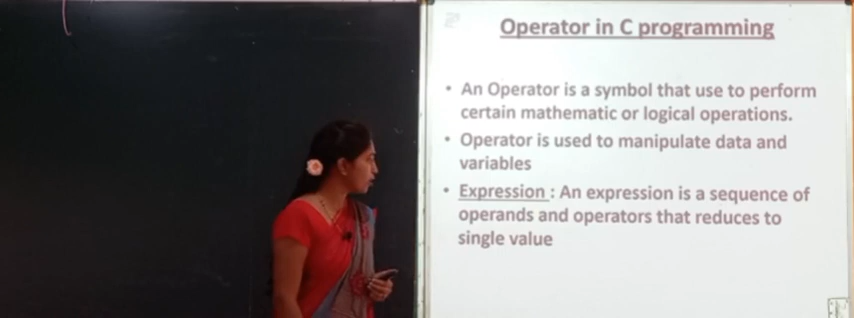 Operator in C programming
• An Operator is a symbol that use to perform
certain mathematic or logical operations.
• Operator is used to manipulate data and
variables
• Expression : An expression is a sequence of
operands and operators that reduces to
single value